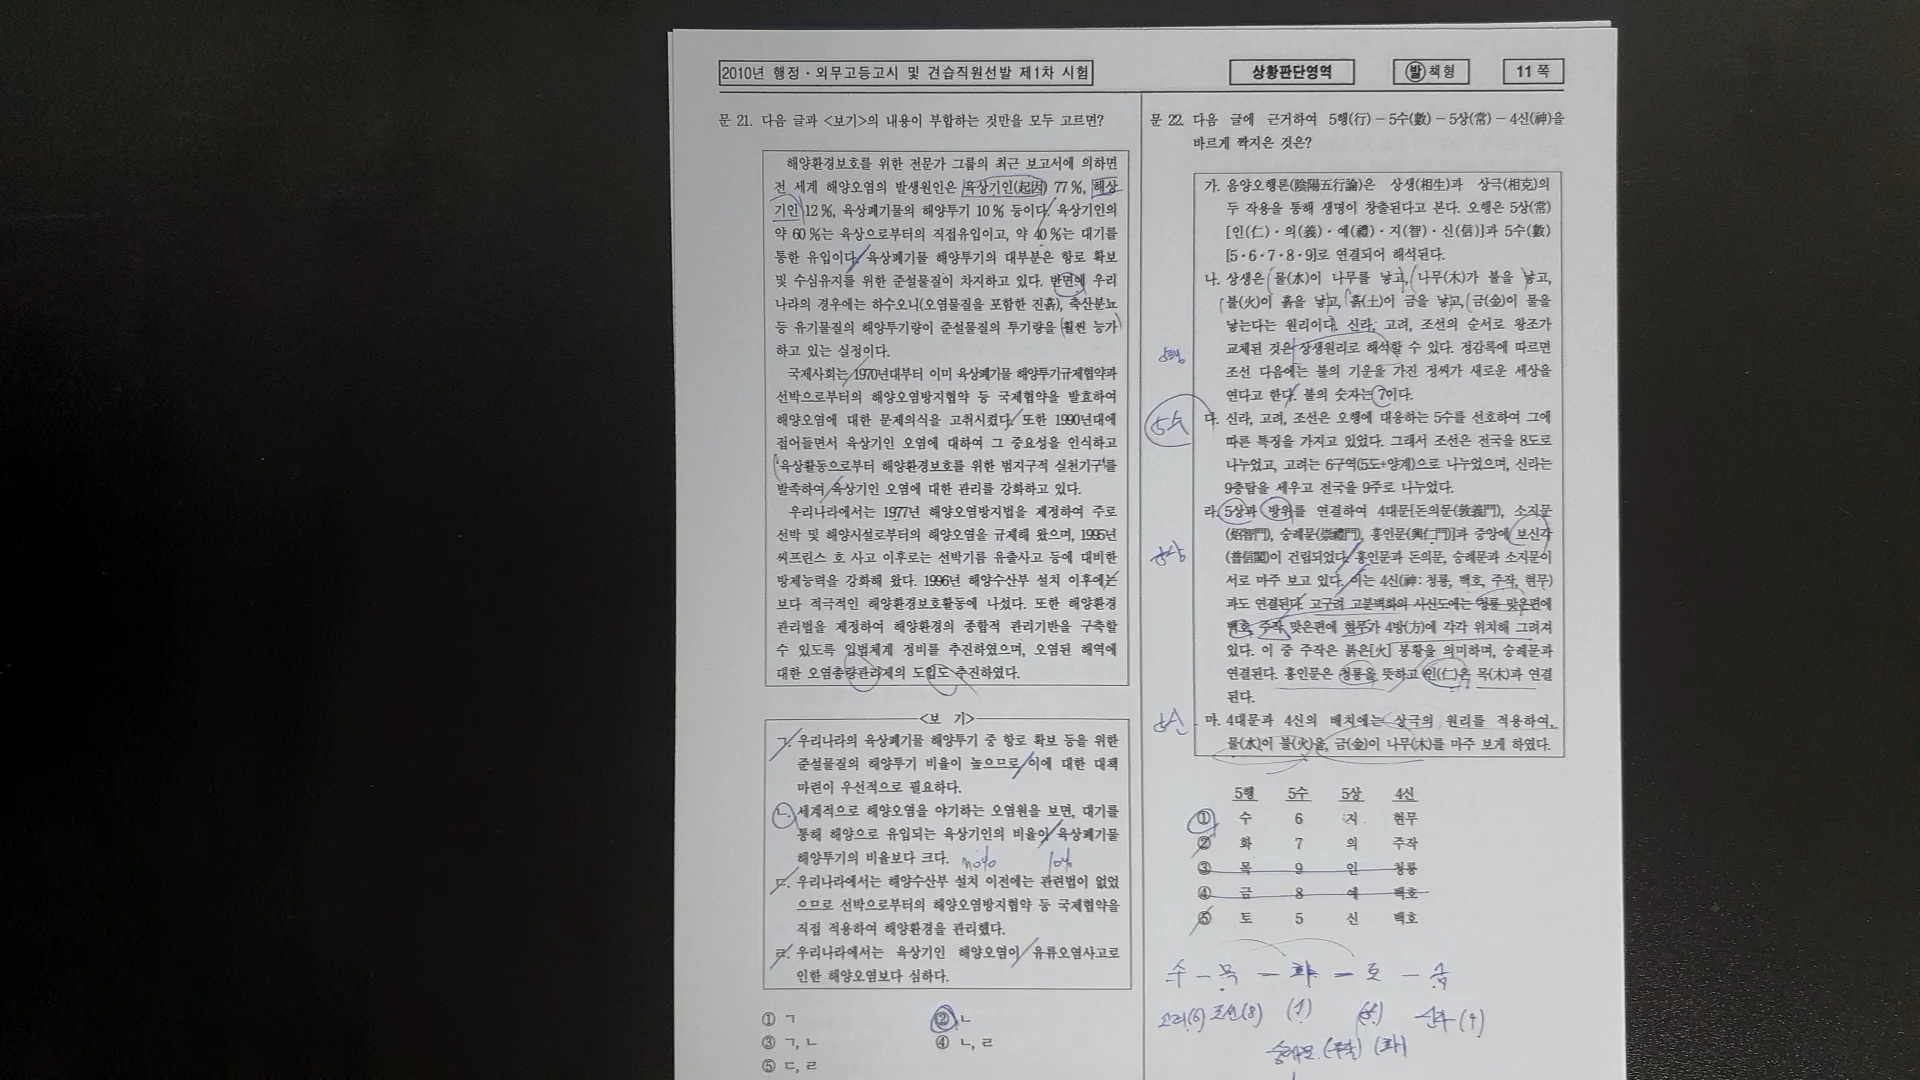 2010년 행정·외무고등고시 및 견습직원선발 제1차 시험
상황판단영역
발 책형
11 쪽
문 21. 다음 글과 <보기>의 내용이 부합하는 것만을 모두 고르면?
해양환경보호를 위한 전문가 그룹의 최근 보고서에 의하면
전 세계 해양오염의 발생원인은 육상기인(起因) 77 %, 해상
기인 12 %, 육상폐기물의 해양투기 10 % 등이다. 육상기인의
약 60 %는 육상으로부터의 직접유입이고, 약 40 %는 대기를
통한 유입이다. 육상폐기물 해양투기의 대부분은 항로 확보
및 수심유지를 위한 준설물질이 차지하고 있다. 반면에 우리
나라의 경우에는 하수오니(오염물질을 포함한 진흙), 축산분뇨
등 유기물질의 해양투기량이 준설물질의 투기량을 훨씬 능가
하고 있는 실정이다.
국제사회는 1970년대부터 이미 육상폐기물 해양투기규제협약과
선박으로부터의 해양오염방지협약 등 국제협약을 발효하여
해양오염에 대한 문제의식을 고취시켰다. 또한 1990년대에
접어들면서 육상기인 오염에 대하여 그 중요성을 인식하고
'육상활동으로부터 해양환경보호를 위한 범지구적 실천기구'를
발족하여 육상기인 오염에 대한 관리를 강화하고 있다.
우리나라에서는 1977년 해양오염방지법을 제정하여 주로
선박 및 해양시설로부터의 해양오염을 규제해 왔으며, 1995년
씨프린스 호 사고 이후로는 선박기름 유출사고 등에 대비한
방제능력을 강화해 왔다. 1996년 해양수산부 설치 이후에는
보다 적극적인 해양환경보호활동에 나섰다. 또한 해양환경
관리법을 제정하여 해양환경의 종합적 관리기반을 구축할
수 있도록 입법체계 정비를 추진하였으며, 오염된 해역에
대한 오염총량관리제의 도입도 추진하였다.
<보 기>
ㄱ. 우리나라의 육상폐기물 해양투기 중 항로 확보 등을 위한
준설물질의 해양투기 비율이 높으므로 이에 대한 대책
마련이 우선적으로 필요하다.
ㄴ. 세계적으로 해양오염을 야기하는 오염원을 보면, 대기를
통해 해양으로 유입되는 육상기인의 비율이 육상폐기물
해양투기의 비율보다 크다.
10%
ㄷ. 우리나라에서는 해양수산부 설치 이전에는 관련법이 없었
으므로 선박으로부터의 해양오염방지협약 등 국제협약을
직접 적용하여 해양환경을 관리했다.
ㄹ. 우리나라에서는 육상기인 해양오염이 유류오염사고로
인한 해양오염보다 심하다.
① ㄱ
② ㄴ
③ ㄱ, ㄴ
④ ㄴ, ㄹ
⑤ ㄷ, ㄹ
문 22. 다음 글에 근거하여 5행(行) - 5수(數) - 5상(常) - 4신(神)을
바르게 짝지은 것은?
가. 음양오행론(陰陽五行論)은 상생(相生)과 상극(相克)의
두 작용을 통해 생명이 창출된다고 본다. 오행은 5상(常)
[인(仁)·의(義)·예(禮)·지(智)·신(信)]과 5수(數)
[5·6·7·8·9]로 연결되어 해석된다.
나. 상생은 물(水)이 나무를 낳고, 나무(木)가 불을 낳고,
불(火)이 흙을 낳고, 흙(土)이 금을 낳고, 금(金)이 물을
낳는다는 원리이다. 신라, 고려, 조선의 순서로 왕조가
교체된 것은 상생원리로 해석할 수 있다. 정감록에 따르면
조선 다음에는 불의 기운을 가진 정씨가 새로운 세상을
연다고 한다. 불의 숫자는 7이다.
5수
다. 신라, 고려, 조선은 오행에 대응하는 5수를 선호하여 그에
따른 특징을 가지고 있었다. 그래서 조선은 전국을 8도로
나누었고, 고려는 6구역(5도+양계)으로 나누었으며, 신라는
9층탑을 세우고 전국을 9주로 나누었다.
라. 5상과 방위를 연결하여 4대문[돈의문(敦義門), 소지문
(炤智門), 숭례문(崇禮門), 흥인문(興仁門)]과 중앙에 보신각
(普信閣)이 건립되었다. 흥인문과 돈의문, 숭례문과 소지문이
서로 마주 보고 있다. 이는 4신(神: 청룡, 백호, 주작, 현무)
과도 연결된다. 고구려 고분벽화의 사신도에는 청룡 맞은편에
백호, 주작 맞은편에 현무가 4방(方)에 각각 위치해 그려져
있다. 이 중 주작은 붉은[火] 봉황을 의미하며, 숭례문과
연결된다. 흥인문은 청룡을 뜻하고 인(仁)은 목(木)과 연결
된다.
마. 4대문과 4신의 배치에는 상극의 원리를 적용하여,
물(水)이 불(火)을, 금(金)이 나무(木)를 마주 보게 하였다.
5행 5수 5상 4신
① 수 6 지 현무
② 화 7 의 주작
③ 목 9 인 청룡
④ 금 8 예 백호
⑤ 토 5 신 백호
수 - 목 - 화 - 토 - 금
고려(6) 조선(8) (7) 신라(9)
숭례문 (주작) (화)